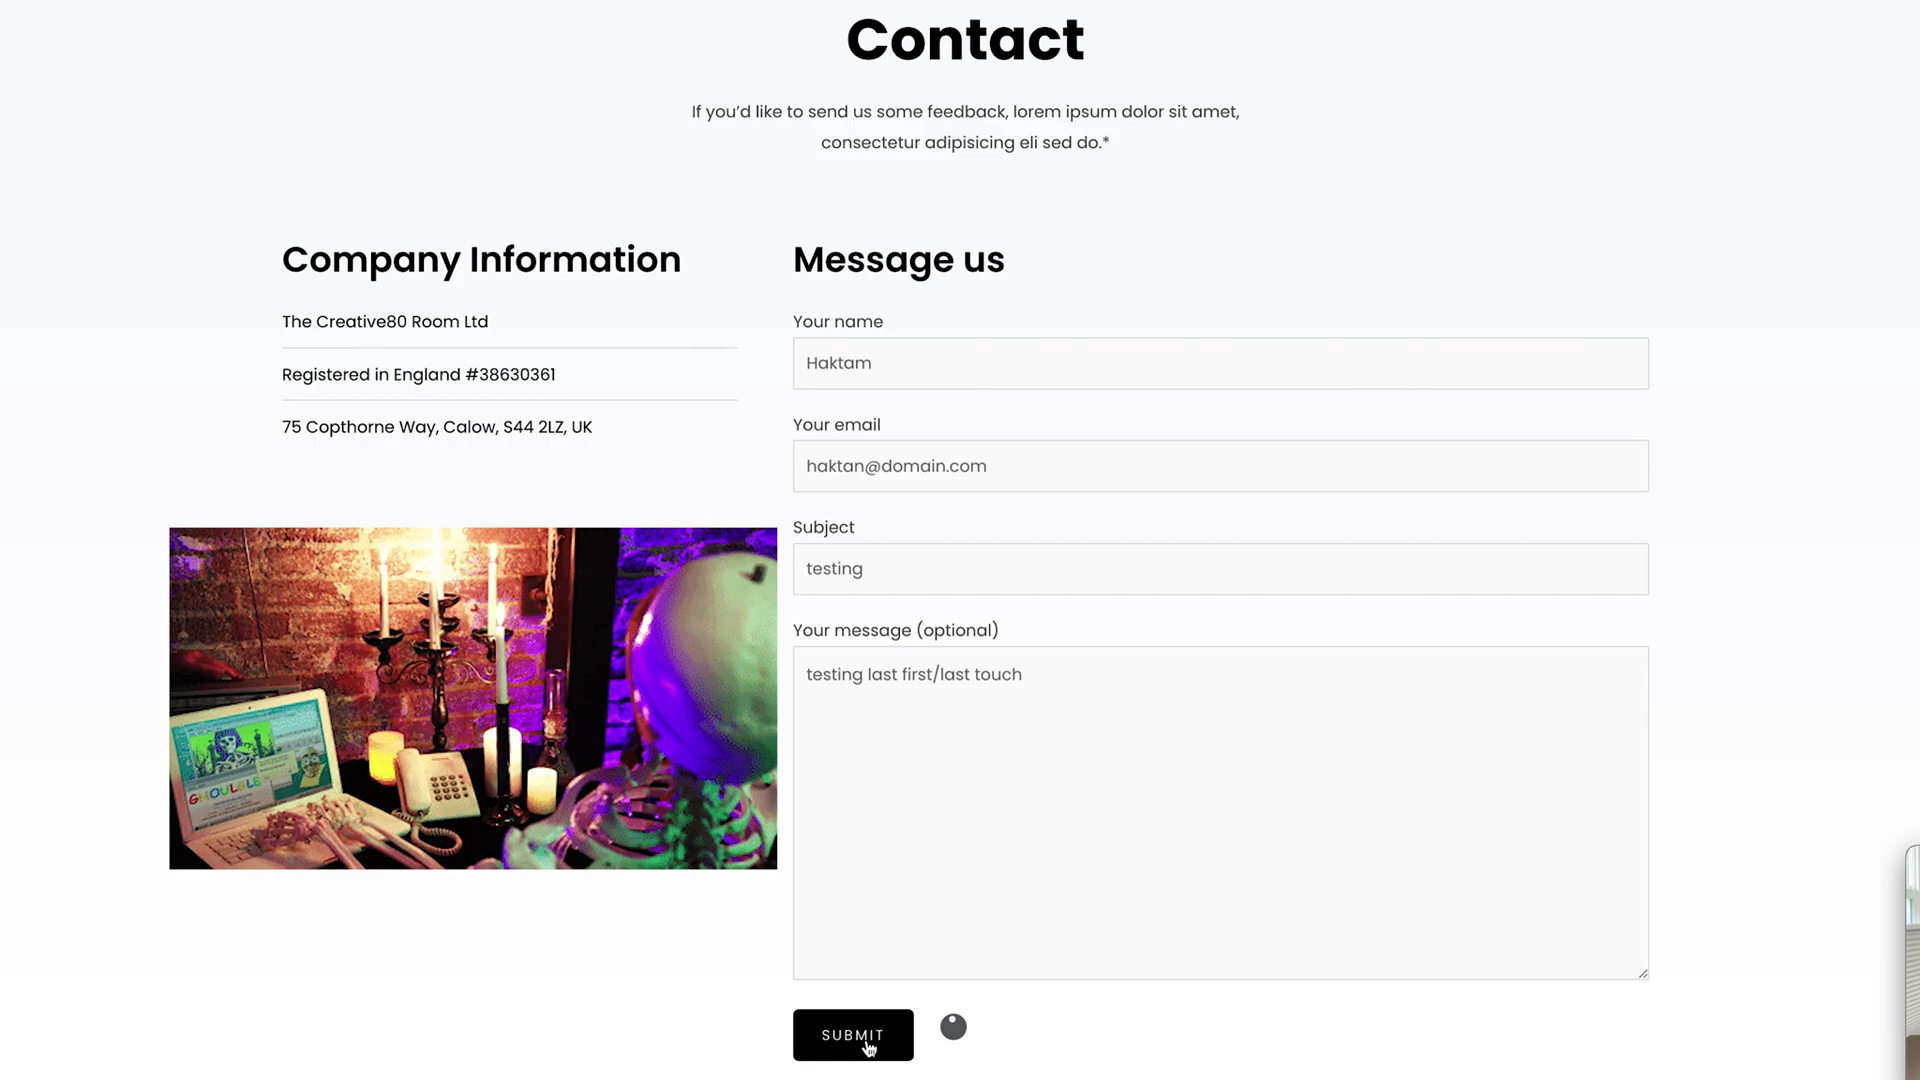 Contact
If you’d like to send us some feedback, lorem ipsum dolor sit amet,
consectetur adipisicing eli sed do.*
Company Information
The Creative80 Room Ltd
Registered in England #38630361
75 Copthorne Way, Calow, S44 2LZ, UK
GHOULGLE
Message us
Your name
Haktam
Your email
haktan@domain.com
Subject
testing
Your message (optional)
testing last first/last touch
SUBMIT